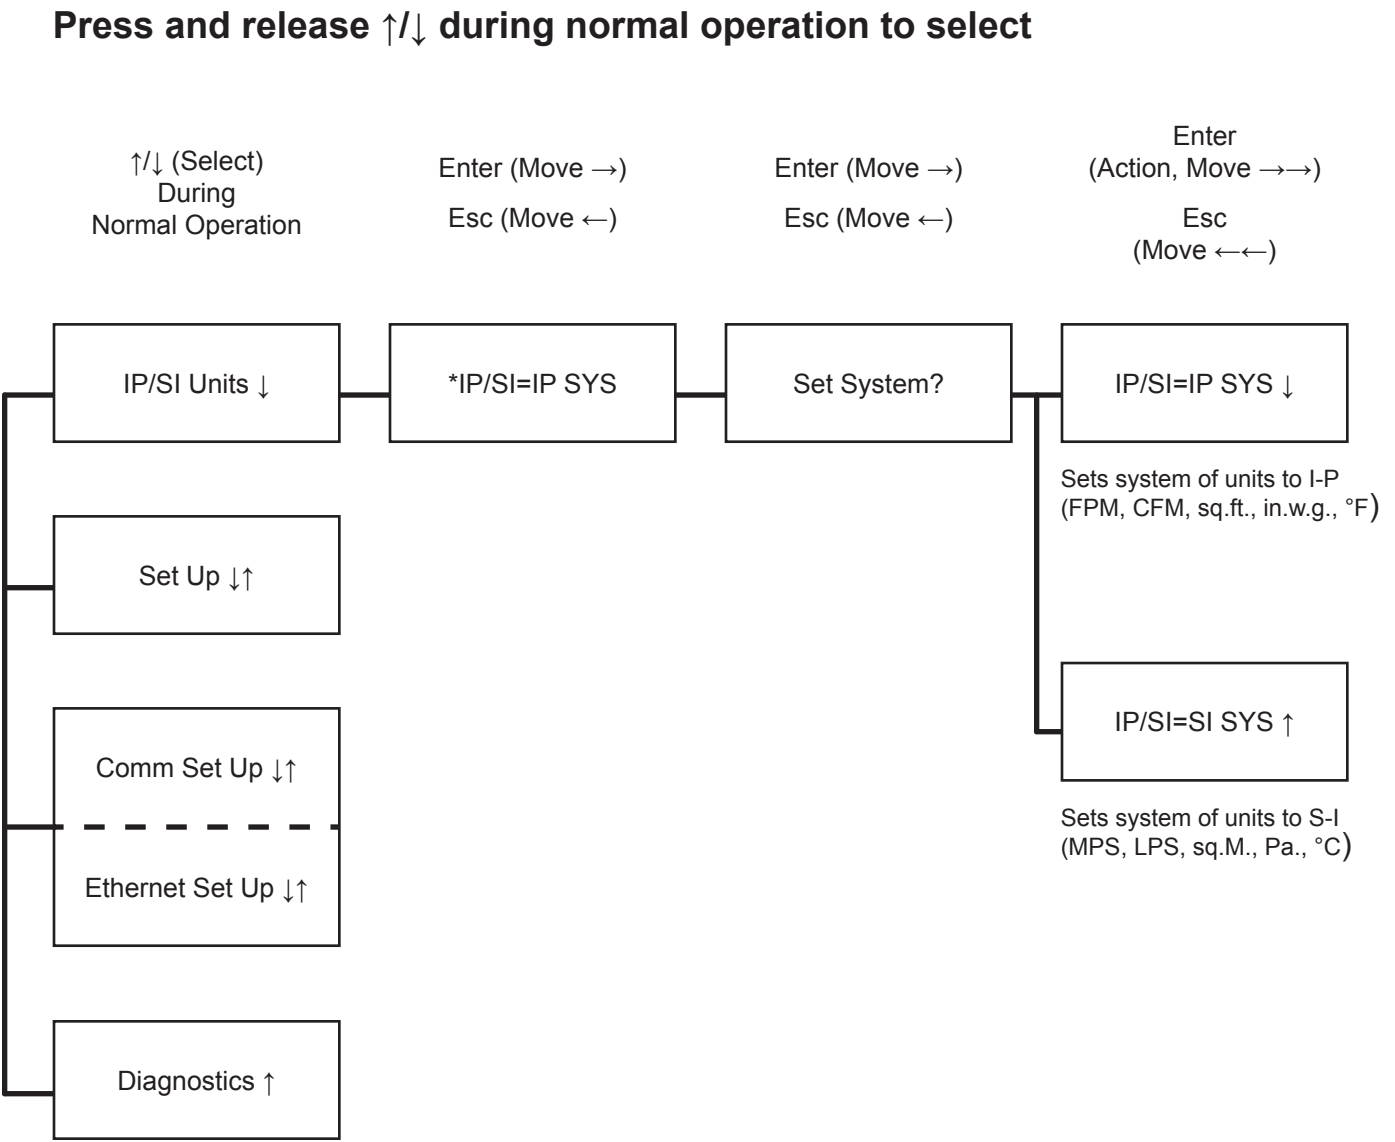 Press and release ↑/↓ during normal operation to select
↑/↓ (Select)
During
Normal Operation
Enter (Move →)
Esc (Move ←)
Enter (Move →)
Esc (Move ←)
Enter
(Action, Move →→)
Esc
(Move ←←)
IP/SI Units ↓
*IP/SI=IP SYS
Set System?
IP/SI=IP SYS ↓
Sets system of units to I-P
(FPM, CFM, sq.ft., in.w.g., °F)
Set Up ↓↑
IP/SI=SI SYS ↑
Sets system of units to S-I
(MPS, LPS, sq.M., Pa., °C)
Comm Set Up ↓↑
Ethernet Set Up ↓↑
Diagnostics ↑